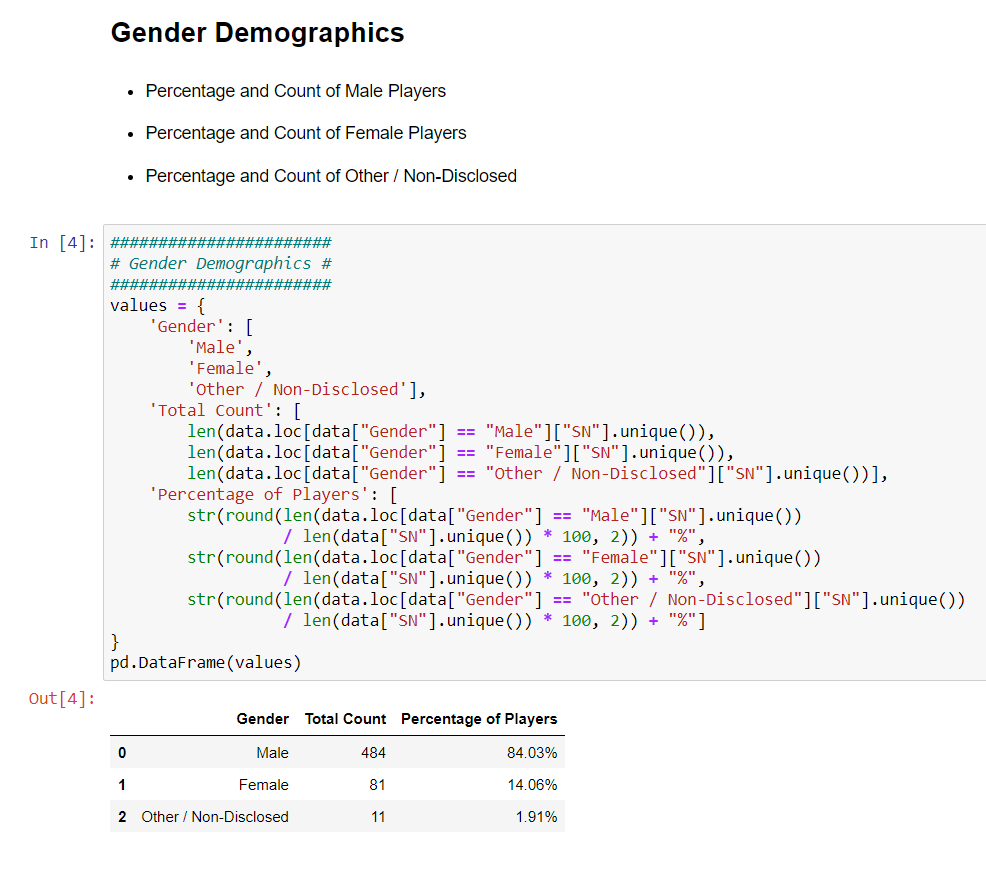 Gender Demographics
• Percentage and Count of Male Players
• Percentage and Count of Female Players
• Percentage and Count of Other / Non-Disclosed
In [4]:
#######################
# Gender Demographics #
#######################
values = {
    'Gender': [
        'Male',
        'Female',
        'Other / Non-Disclosed'],
    'Total Count': [
        len(data.loc[data["Gender"] == "Male"]["SN"].unique()),
        len(data.loc[data["Gender"] == "Female"]["SN"].unique()),
        len(data.loc[data["Gender"] == "Other / Non-Disclosed"]["SN"].unique())],
    'Percentage of Players': [
        str(round(len(data.loc[data["Gender"] == "Male"]["SN"].unique())
                  / len(data["SN"].unique()) * 100, 2)) + "%",
        str(round(len(data.loc[data["Gender"] == "Female"]["SN"].unique())
                  / len(data["SN"].unique()) * 100, 2)) + "%",
        str(round(len(data.loc[data["Gender"] == "Other / Non-Disclosed"]["SN"].unique())
                  / len(data["SN"].unique()) * 100, 2)) + "%"]
}
pd.DataFrame(values)
Out[4]:
Gender Total Count Percentage of Players
0 Male 484 84.03%
1 Female 81 14.06%
2 Other / Non-Disclosed 11 1.91%